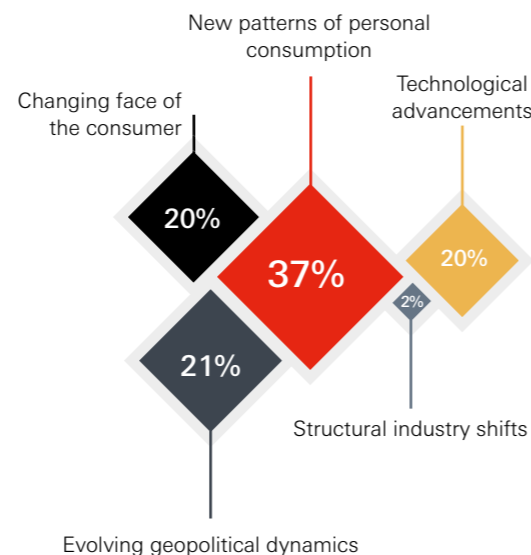 New patterns of personal
consumption
Technological
advancements
Changing face of
the consumer
20%
37%
20%
2%
21%
Structural industry shifts
Evolving geopolitical dynamics